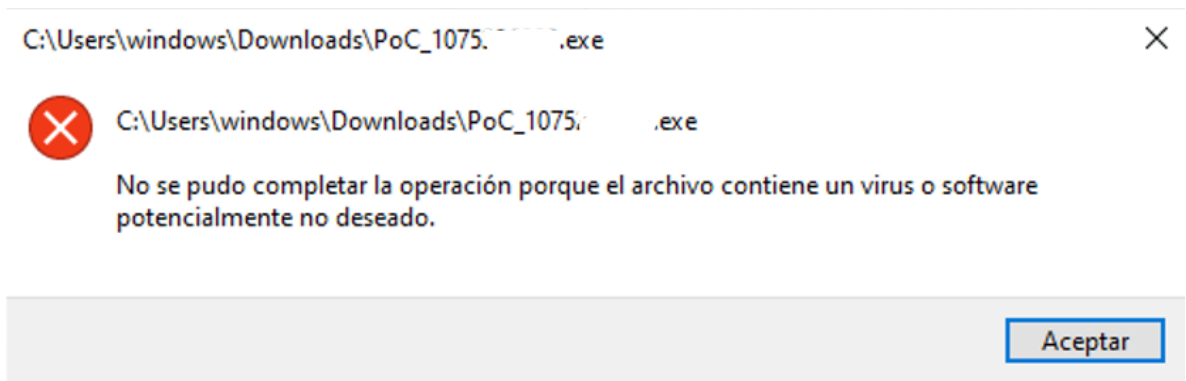 C:\Users\windows\Downloads\PoC_1075 .exe
C:\Users\windows\Downloads\PoC_1075 .exe
No se pudo completar la operación porque el archivo contiene un virus o software
potencialmente no deseado.
Aceptar